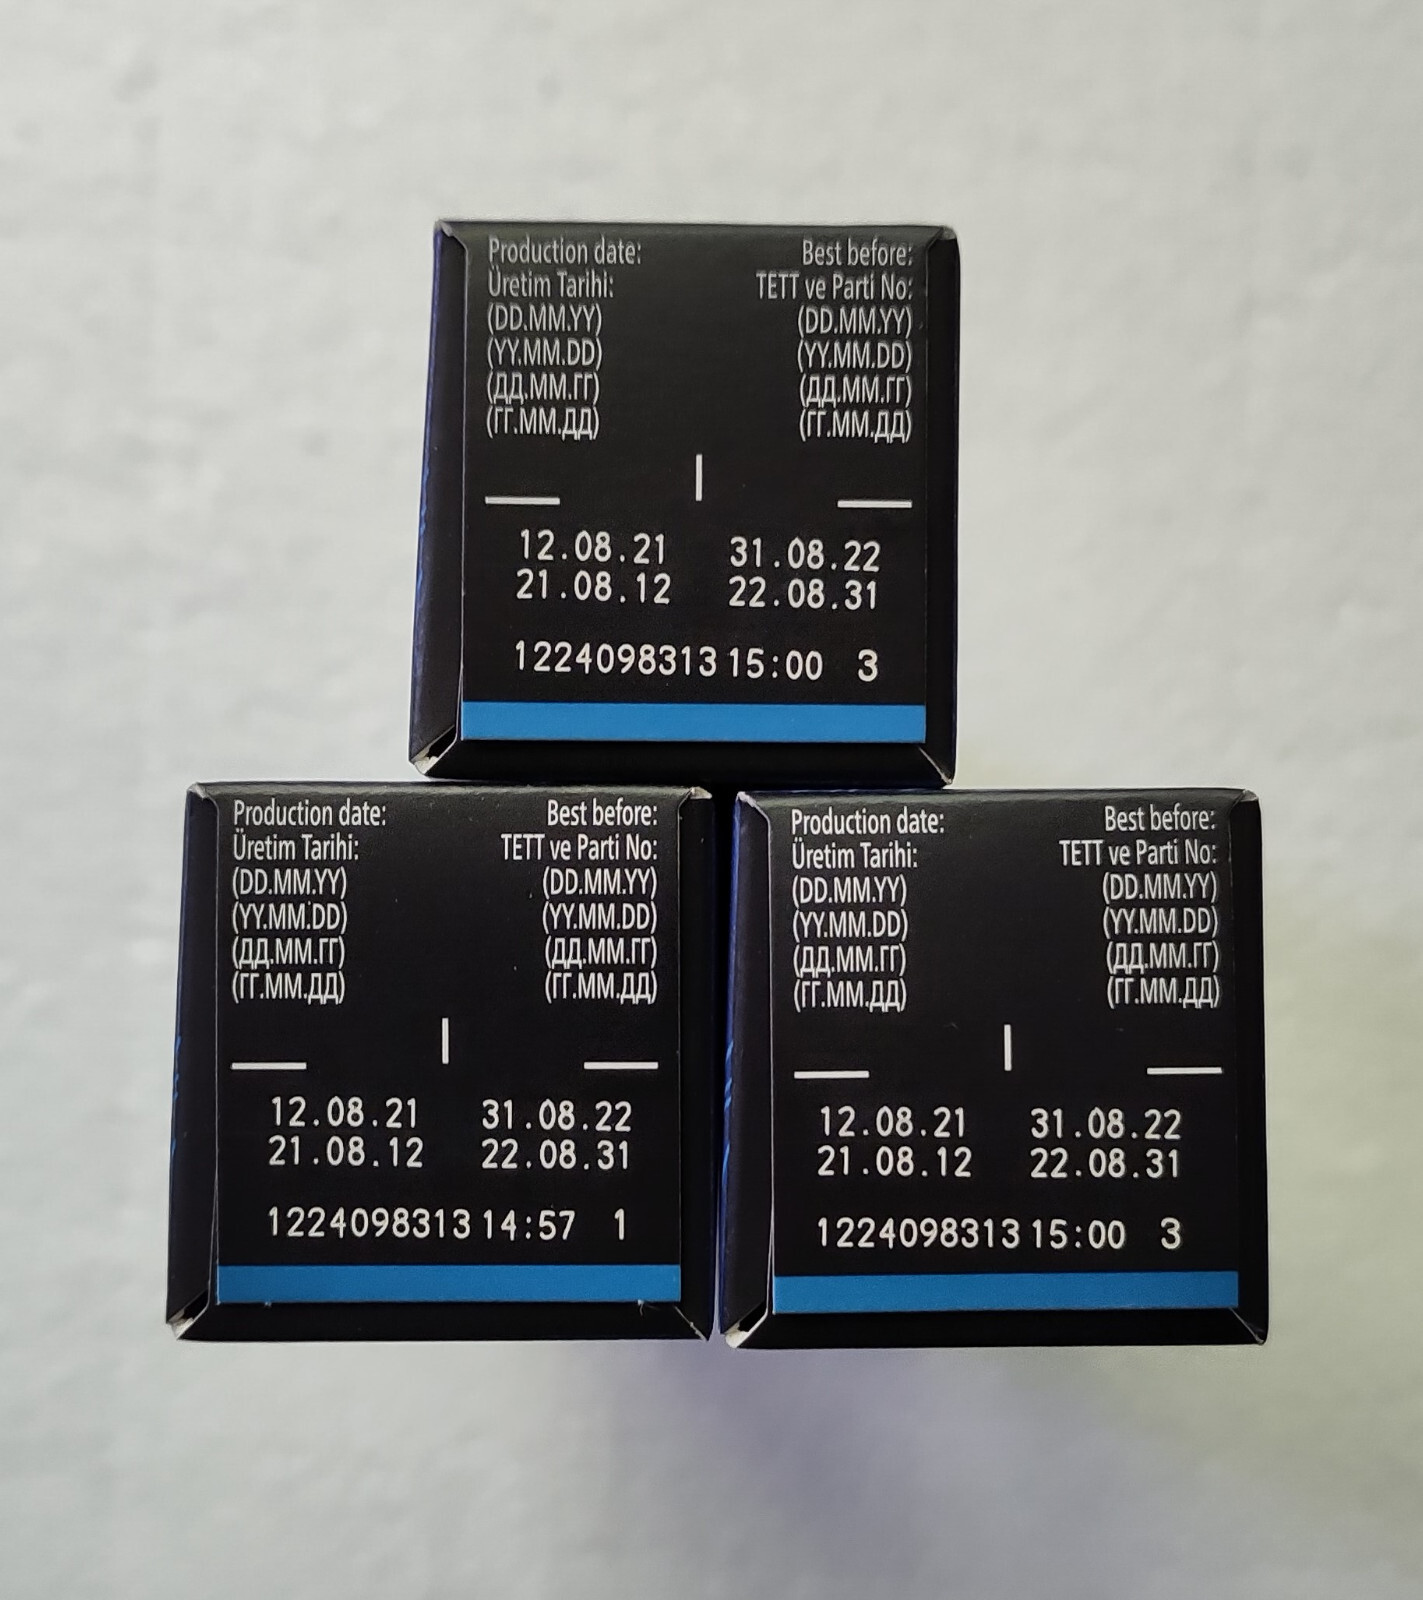 Production date: Best before:
Üretim Tarihi: TETT ve Parti No:
(DD.MM.YY) (DD.MM.YY)
(YY.MM.DD) (YY.MM.DD)
(ДД.ММ.ГГ) (ДД.ММ.ГГ)
(ГГ.ММ.ДД) (ГГ.ММ.ДД)
12.08.21 31.08.22
21.08.12 22.08.31
1224098313 15:00 3
Production date: Best before:
Üretim Tarihi: TETT ve Parti No:
(DD.MM.YY) (DD.MM.YY)
(YY.MM.DD) (YY.MM.DD)
(ДД.ММ.ГГ) (ДД.ММ.ГГ)
(ГГ.ММ.ДД) (ГГ.ММ.ДД)
12.08.21 31.08.22
21.08.12 22.08.31
1224098313 14:57 1
Production date: Best before:
Üretim Tarihi: TETT ve Parti No:
(DD.MM.YY) (DD.MM.YY)
(YY.MM.DD) (YY.MM.DD)
(ДД.ММ.ГГ) (ДД.ММ.ГГ)
(ГГ.ММ.ДД) (ГГ.ММ.ДД)
12.08.21 31.08.22
21.08.12 22.08.31
1224098313 15:00 3